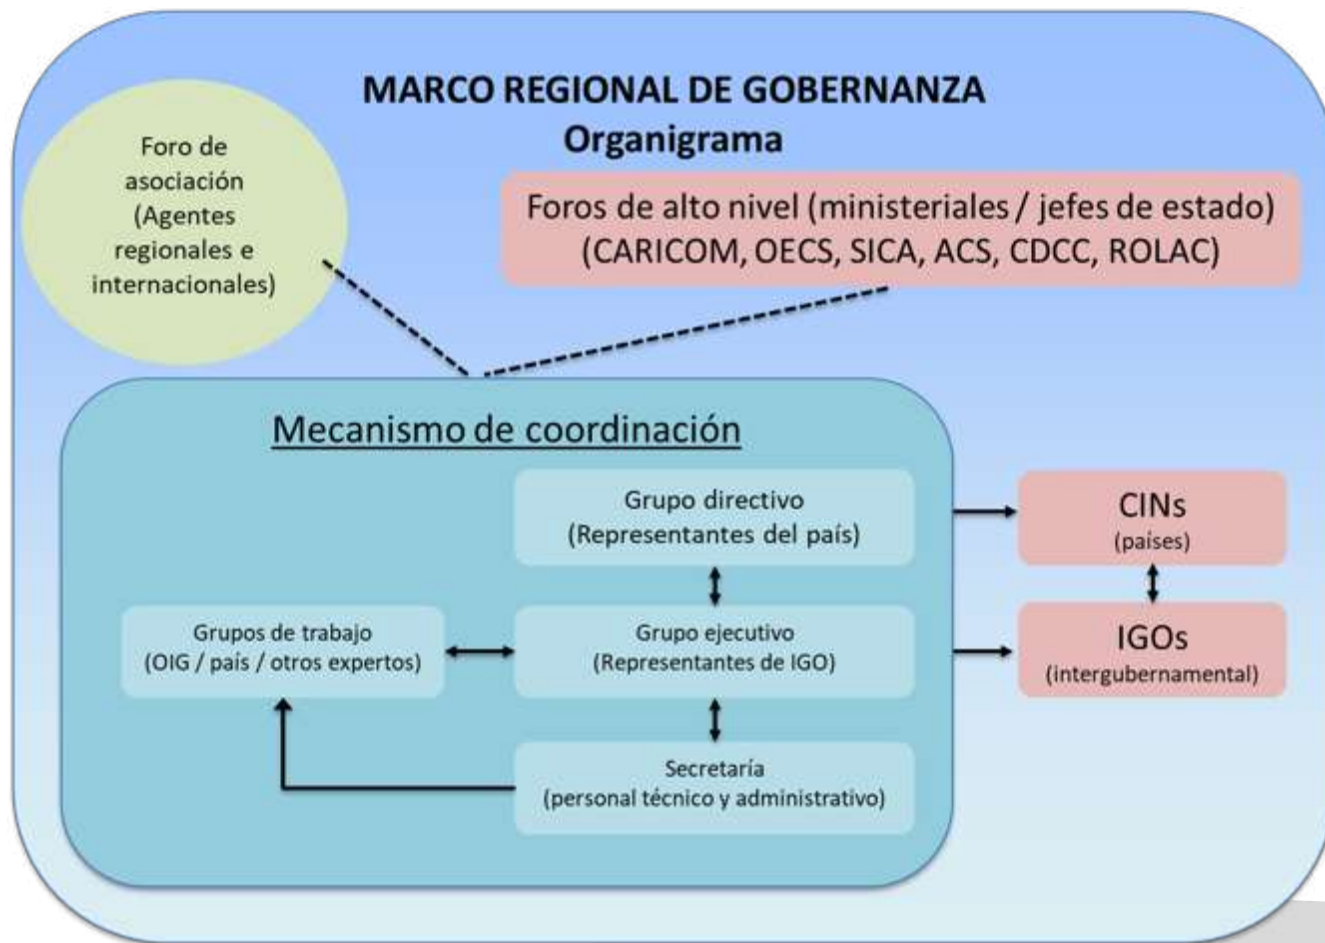 MARCO REGIONAL DE GOBERNANZA
Organigrama
Foro de
asociación
(Agentes
regionales e
internacionales)
Foros de alto nivel (ministeriales / jefes de estado)
(CARICOM, OECS, SICA, ACS, CDCC, ROLAC)
Mecanismo de coordinación
Grupo directivo
(Representantes del país)
CINs
(países)
Grupos de trabajo
(OIG / país / otros expertos)
Grupo ejecutivo
(Representantes de IGO)
IGOs
(intergubernamental)
Secretaría
(personal técnico y administrativo)